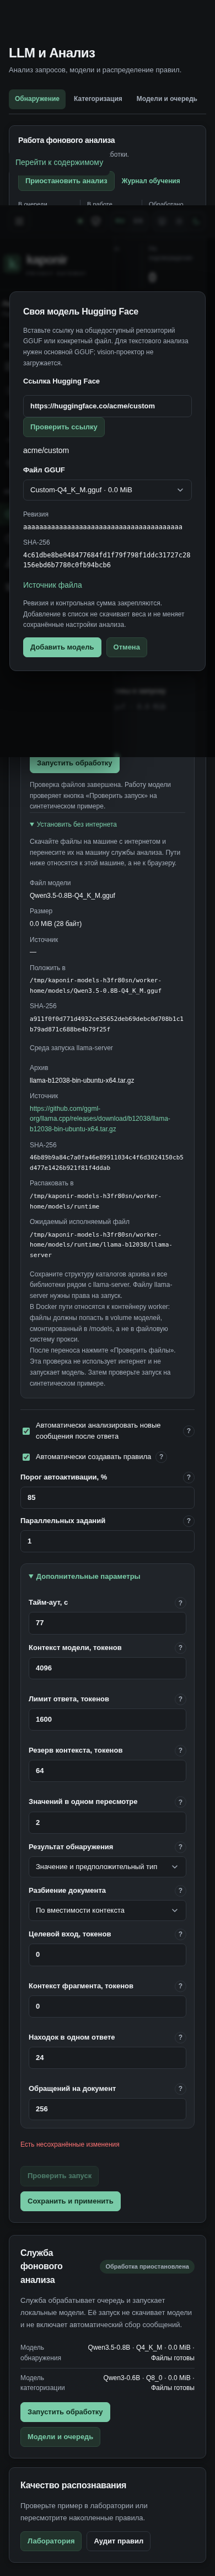 LLM и Анализ
Анализ запросов, модели и распределение правил.
Обнаружение
Категоризация
Модели и очередь
Работа фонового анализа
ботки.
Перейти к содержимому
Приостановить анализ
Журнал обучения
Своя модель Hugging Face
Вставьте ссылку на общедоступный репозиторий
GGUF или конкретный файл. Для текстового анализа
нужен основной GGUF; vision-проектор не
загружается.
Ссылка Hugging Face
https://huggingface.co/acme/custom
Проверить ссылку
acme/custom
Файл GGUF
Custom-Q4_K_M.gguf · 0.0 MiB
Ревизия
aaaaaaaaaaaaaaaaaaaaaaaaaaaaaaaaaaaaaaaa
SHA-256
4c61dbe8be048477684fd1f79f798f1ddc31727c28
156ebd6b7780c0fb94bcb6
Источник файла
Ревизия и контрольная сумма закрепляются.
Добавление в список не скачивает веса и не меняет
сохранённые настройки анализа.
Добавить модель
Отмена
Запустить обработку
Проверка файлов завершена. Работу модели
проверяет кнопка «Проверить запуск» на
синтетическом примере.
▼ Установить без интернета
Скачайте файлы на машине с интернетом и
перенесите их на машину службы анализа. Пути
ниже относятся к этой машине, а не к браузеру.
Файл модели
Qwen3.5-0.8B-Q4_K_M.gguf
Размер
0.0 MiB (28 байт)
Источник
—
Положить в
/tmp/kaponir-models-h3fr80sn/worker-
home/models/Qwen3.5-0.8B-Q4_K_M.gguf
SHA-256
a911f0f0d771d4932ce35652deb69debc0d708b1c1
b79ad871c688be4b79f25f
Среда запуска llama-server
Архив
llama-b12038-bin-ubuntu-x64.tar.gz
Источник
https://github.com/ggml-
org/llama.cpp/releases/download/b12038/llama-
b12038-bin-ubuntu-x64.tar.gz
SHA-256
46b89b9a84c7a0fa46e89911034c4f6d3024150cb5
d477e1426b921f81f4ddab
Распаковать в
/tmp/kaponir-models-h3fr80sn/worker-
home/models/runtime
Ожидаемый исполняемый файл
/tmp/kaponir-models-h3fr80sn/worker-
home/models/runtime/llama-b12038/llama-
server
Сохраните структуру каталогов архива и все
библиотеки рядом с llama-server. Файлу llama-
server нужны права на запуск.
В Docker пути относятся к контейнеру worker:
файлы должны попасть в volume моделей,
смонтированный в /models, а не в файловую
систему прокси.
После переноса нажмите «Проверить файлы».
Эта проверка не использует интернет и не
запускает модель. Затем проверьте запуск на
синтетическом примере.
Автоматически анализировать новые
сообщения после ответа
?
Автоматически создавать правила ?
Порог автоактивации, % ?
85
Параллельных заданий ?
1
▼ Дополнительные параметры
Тайм-аут, с ?
77
Контекст модели, токенов ?
4096
Лимит ответа, токенов ?
1600
Резерв контекста, токенов ?
64
Значений в одном пересмотре ?
2
Результат обнаружения ?
Значение и предположительный тип
Разбиение документа ?
По вместимости контекста
Целевой вход, токенов ?
0
Контекст фрагмента, токенов ?
0
Находок в одном ответе ?
24
Обращений на документ ?
256
Есть несохранённые изменения
Проверить запуск
Сохранить и применить
Служба
фонового
анализа
Обработка приостановлена
Служба обрабатывает очередь и запускает
локальные модели. Её запуск не скачивает модели
и не включает автоматический сбор сообщений.
Модель
обнаружения
Qwen3.5-0.8B · Q4_K_M · 0.0 MiB ·
Файлы готовы
Модель
категоризации
Qwen3-0.6B · Q8_0 · 0.0 MiB ·
Файлы готовы
Запустить обработку
Модели и очередь
Качество распознавания
Проверьте пример в лаборатории или
пересмотрите накопленные правила.
Лаборатория
Аудит правил